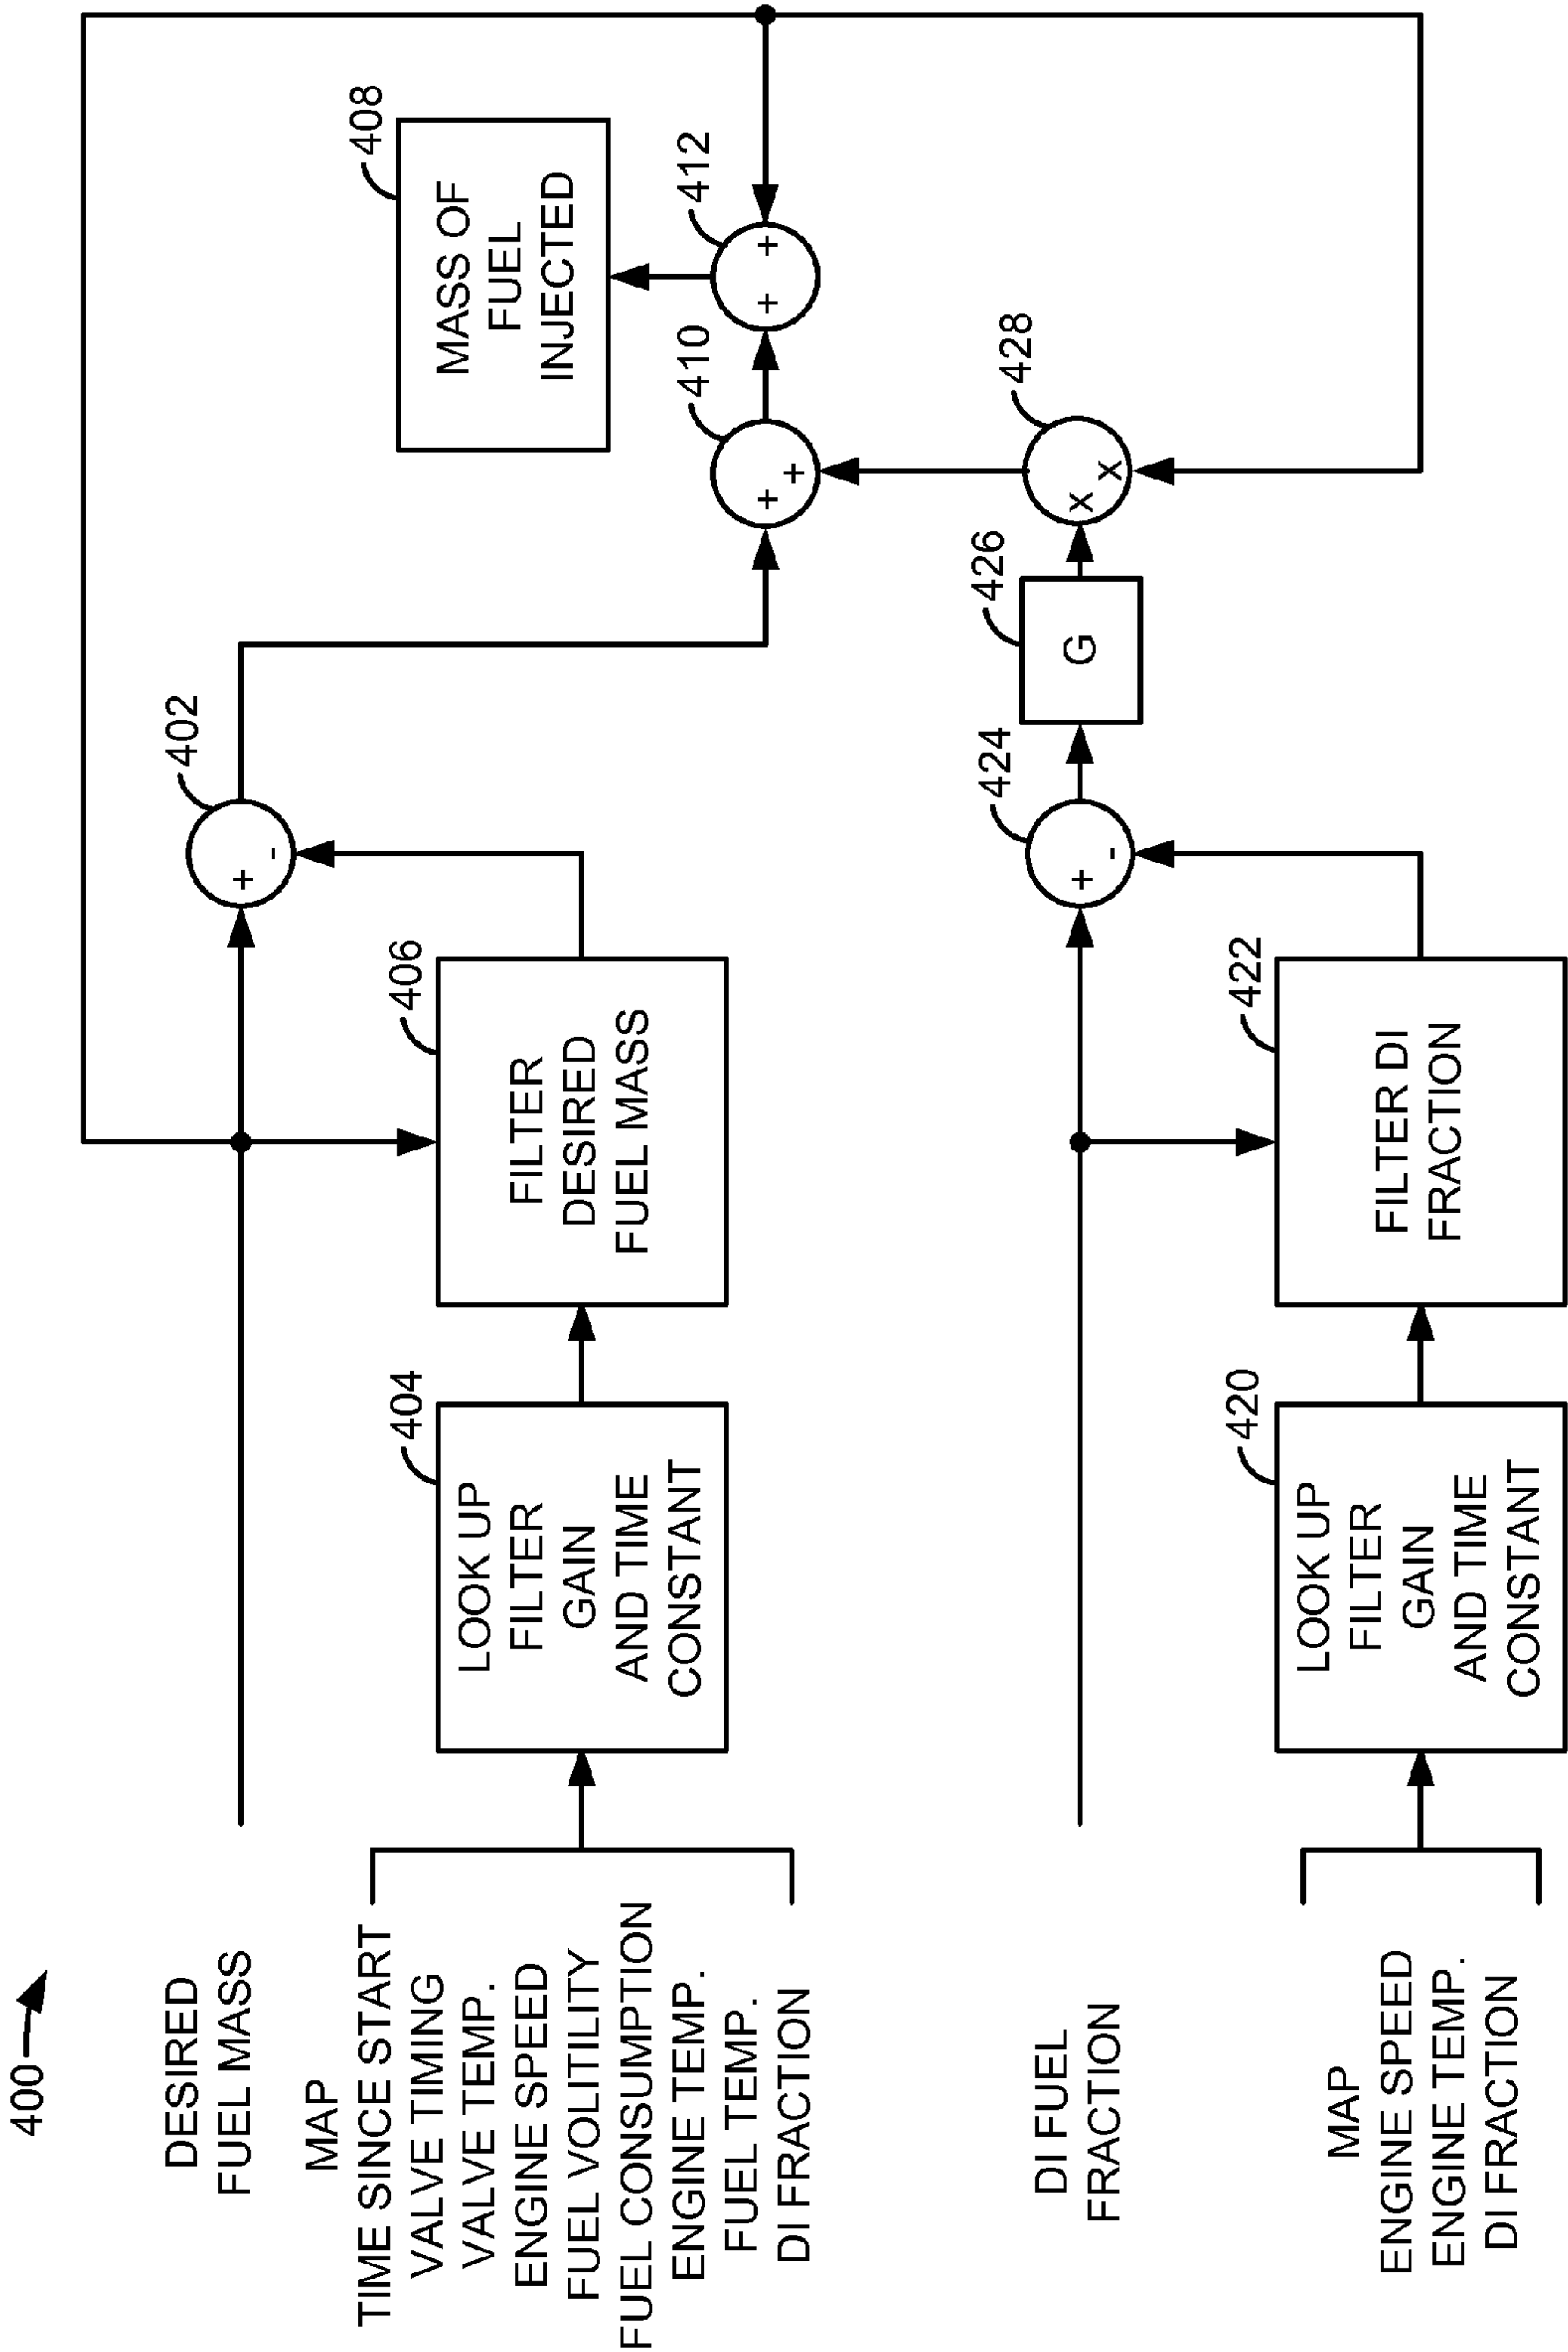 400
DESIRED
FUEL MASS
MAP
TIME SINCE START
VALVE TIMING
VALVE TEMP.
ENGINE SPEED
FUEL VOLITILITY
FUEL CONSUMPTION
ENGINE TEMP.
FUEL TEMP.
DI FRACTION
404
LOOK UP
FILTER
GAIN
AND TIME
CONSTANT
406
FILTER
DESIRED
FUEL MASS
402
+
-
410
+
+
412
+
+
408
MASS OF
FUEL
INJECTED
DI FUEL
FRACTION
MAP
ENGINE SPEED
ENGINE TEMP.
DI FRACTION
420
LOOK UP
FILTER
GAIN
AND TIME
CONSTANT
422
FILTER DI
FRACTION
424
+
-
426
G
428
X
X